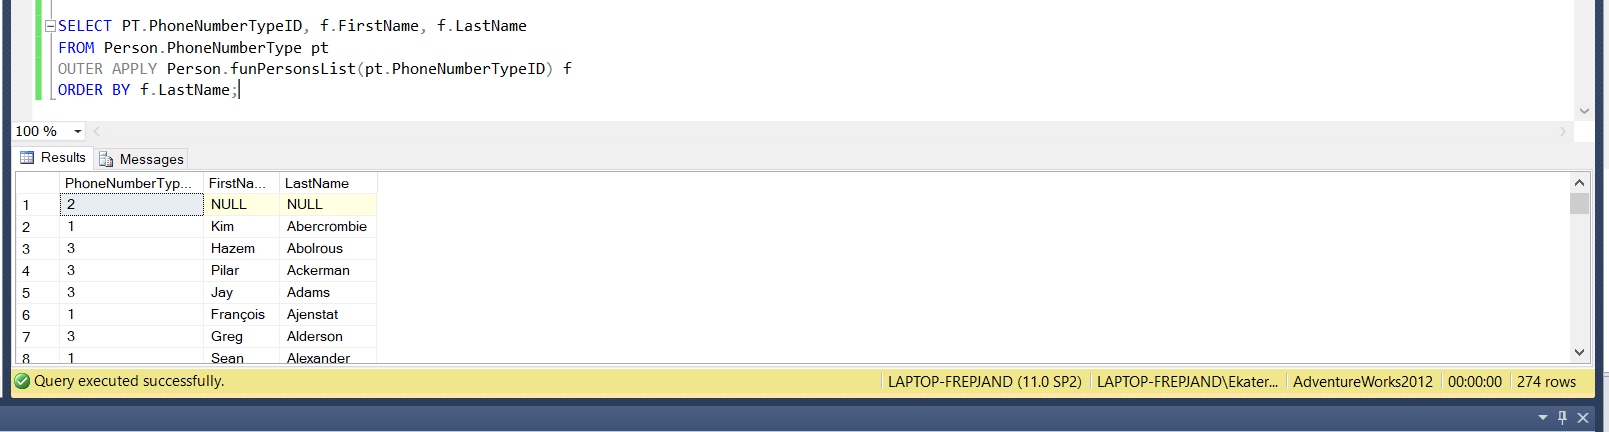 SELECT PT.PhoneNumberTypeID, f.FirstName, f.LastName
FROM Person.PhoneNumberType pt
OUTER APPLY Person.funPersonsList(pt.PhoneNumberTypeID) f
ORDER BY f.LastName;
100 %
Results Messages
PhoneNumberTyp... FirstNa... LastName
1 2 NULL NULL
2 1 Kim Abercrombie
3 3 Hazem Abolrous
4 3 Pilar Ackerman
5 3 Jay Adams
6 1 François Ajenstat
7 3 Greg Alderson
8 1 Sean Alexander
Query executed successfully. LAPTOP-FREPJAND (11.0 SP2) LAPTOP-FREPJAND\Ekater... AdventureWorks2012 00:00:00 274 rows